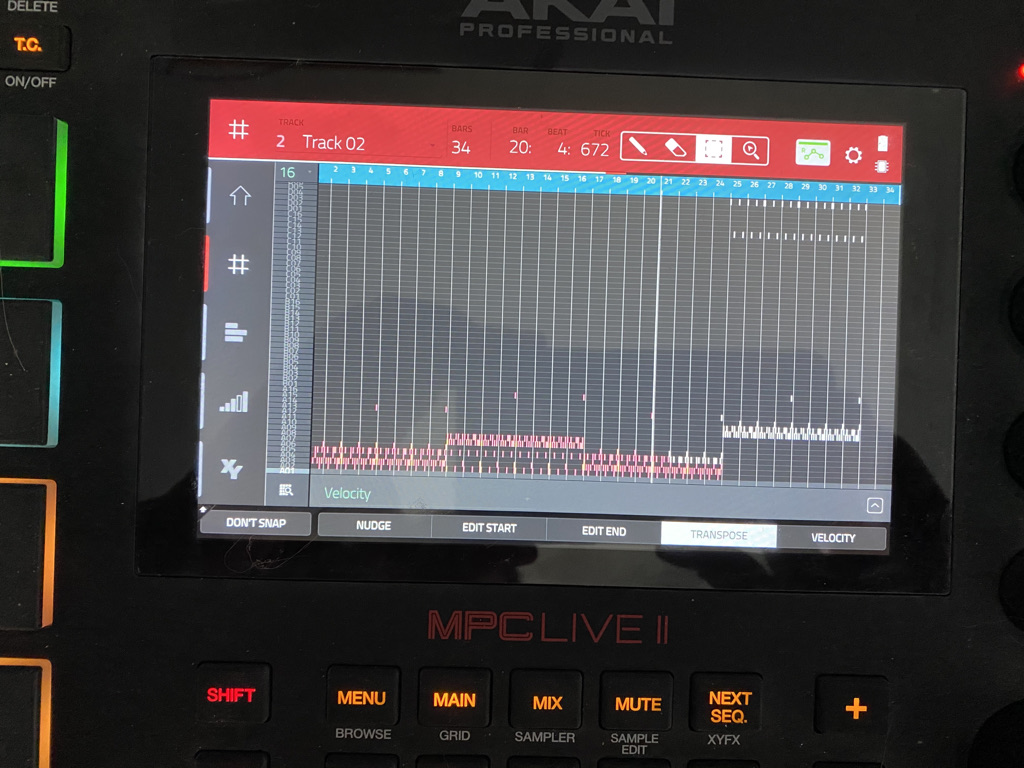 DELETE
T.C.
ON/OFF
AKAI
PROFESSIONAL
TRACK
2 Track 02
BARS
34
BAR BEAT TICK
20: 4: 672
16
2 3 4 5 6 7 8 9 10 11 12 13 14 15 16 17 18 19 20 21 22 23 24 25 26 27 28 29 30 31 32 33 34
Velocity
DON'T SNAP
NUDGE
EDIT START
EDIT END
TRANSPOSE
VELOCITY
MPC LIVE II
SHIFT
MENU
MAIN
MIX
MUTE
NEXT
SEQ.
+
BROWSE
GRID
SAMPLER
SAMPLE
EDIT
XYFX